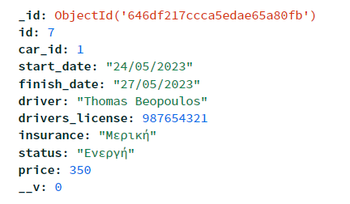 _id: ObjectId('646df217ccca5edae65a80fb')
id: 7
car_id: 1
start_date: "24/05/2023"
finish_date: "27/05/2023"
driver: "Thomas Beopoulos"
drivers_license: 987654321
insurance: "Μερική"
status: "Ενεργή"
price: 350
__v: 0